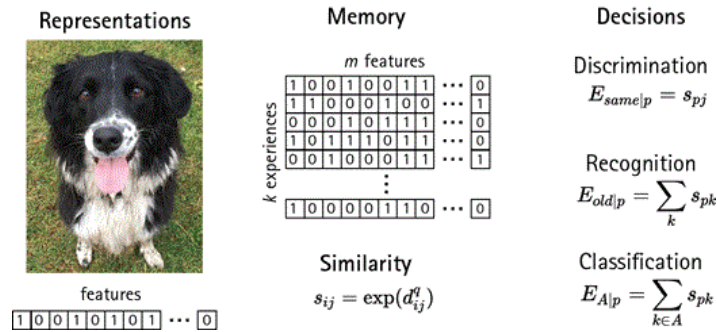 Representations
features
1 0 0 1 0 1 0 1 ⋯ 0
Memory
m features
k experiences
1 0 0 1 0 0 1 1 ⋯ 0
1 1 0 0 0 1 0 0 ⋯ 1
0 0 0 1 0 1 1 1 ⋯ 0
1 0 1 1 1 0 1 1 ⋯ 0
0 0 1 0 0 0 1 1 ⋯ 1
⋮
1 0 0 0 0 1 1 0 ⋯ 0
Similarity
s_{ij} = exp(d_{ij}^q)
Decisions
Discrimination
E_{same|p} = s_{pj}
Recognition
E_{old|p} = ∑_k s_{pk}
Classification
E_{A|p} = ∑_{k∈A} s_{pk}